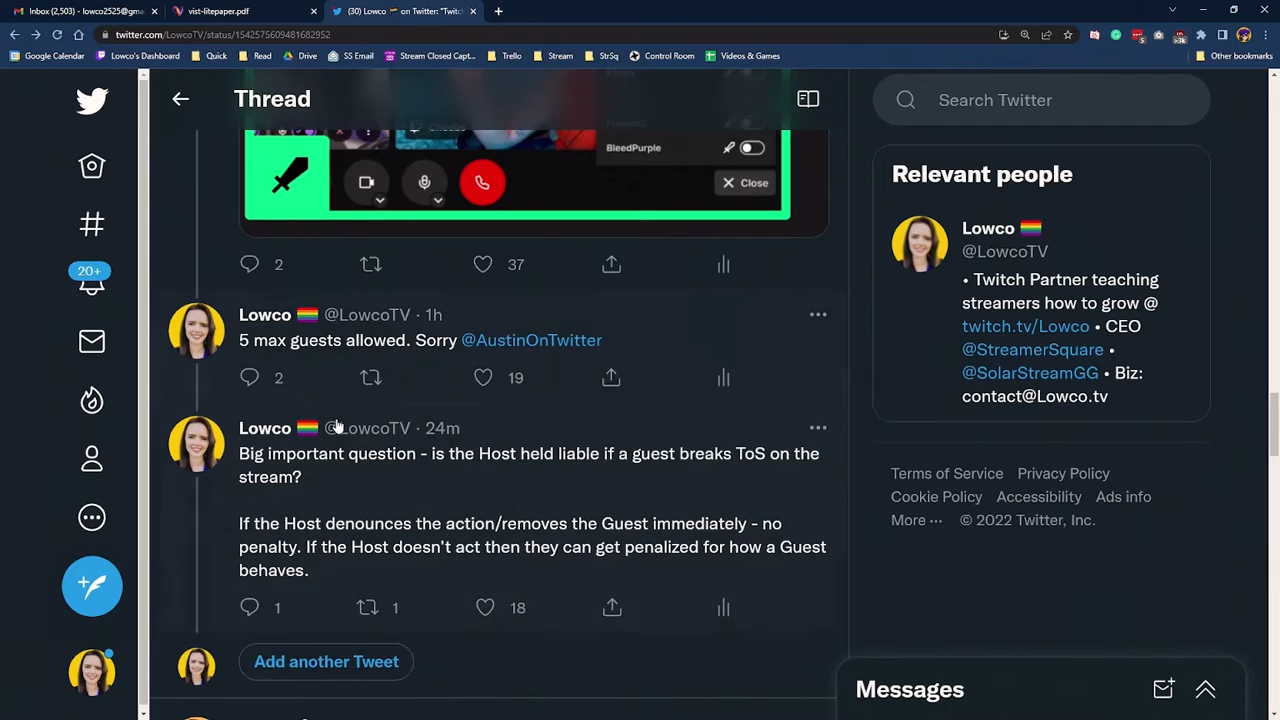 Inbox (2,503) - lowco2525@gma
vist-litepaper.pdf
(30) Lowco on Twitter: "Twitch
twitter.com/LowcoTV/status/1542575609481682952
Google Calendar
Lowco's Dashboard
Quick
Read
Drive
SS Email
Stream Closed Capt...
Trello
Stream
StrSq
Control Room
Videos & Games
Other bookmarks
Thread
Search Twitter
BleedPurple
Close
2
37
20+
Lowco @LowcoTV · 1h
5 max guests allowed. Sorry @AustinOnTwitter
2
19
Lowco @LowcoTV · 24m
Big important question - is the Host held liable if a guest breaks ToS on the
stream?
If the Host denounces the action/removes the Guest immediately - no
penalty. If the Host doesn't act then they can get penalized for how a Guest
behaves.
1
1
18
Add another Tweet
Relevant people
Lowco
@LowcoTV
• Twitch Partner teaching
streamers how to grow @
twitch.tv/Lowco • CEO
@StreamerSquare •
@SolarStreamGG • Biz:
contact@Lowco.tv
Terms of Service Privacy Policy
Cookie Policy Accessibility Ads info
More ··· © 2022 Twitter, Inc.
Messages